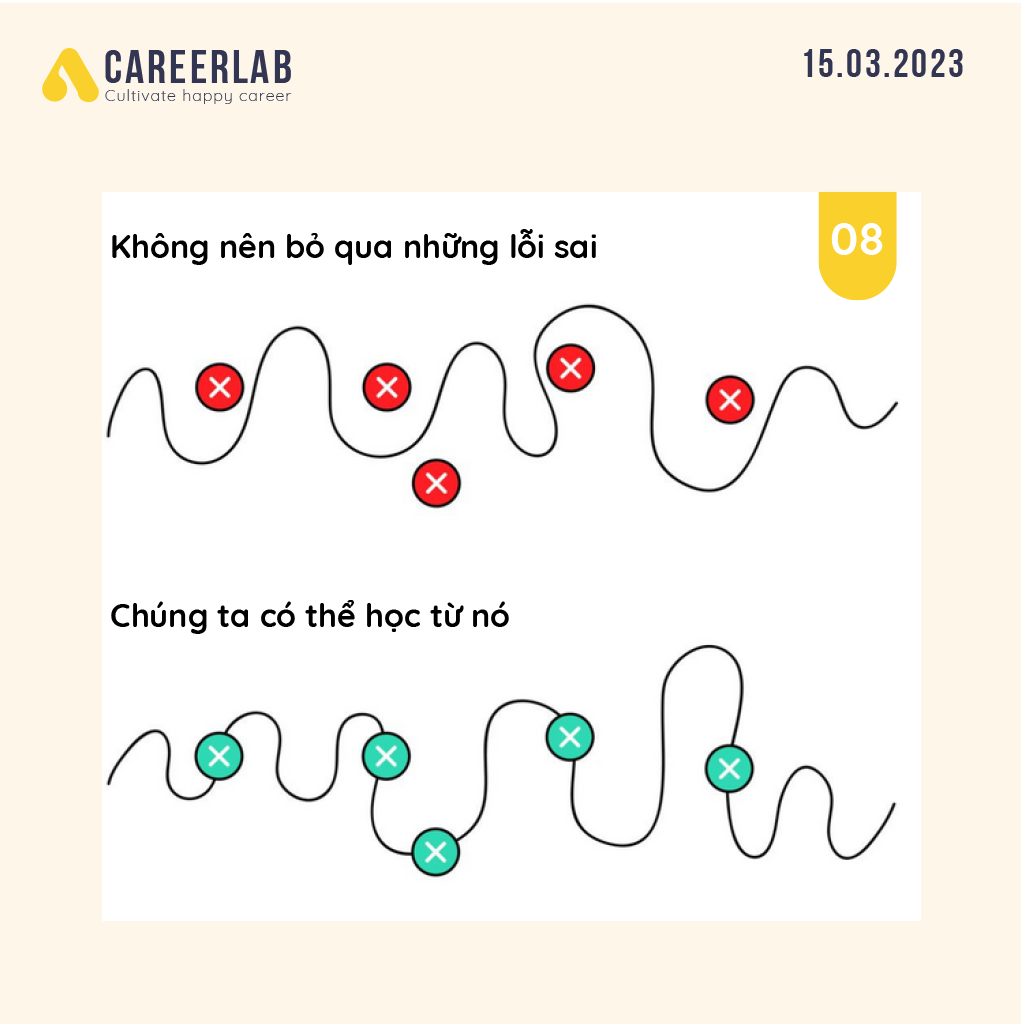 CAREERLAB
Cultivate happy career
15.03.2023
08
Không nên bỏ qua những lỗi sai
Chúng ta có thể học từ nó